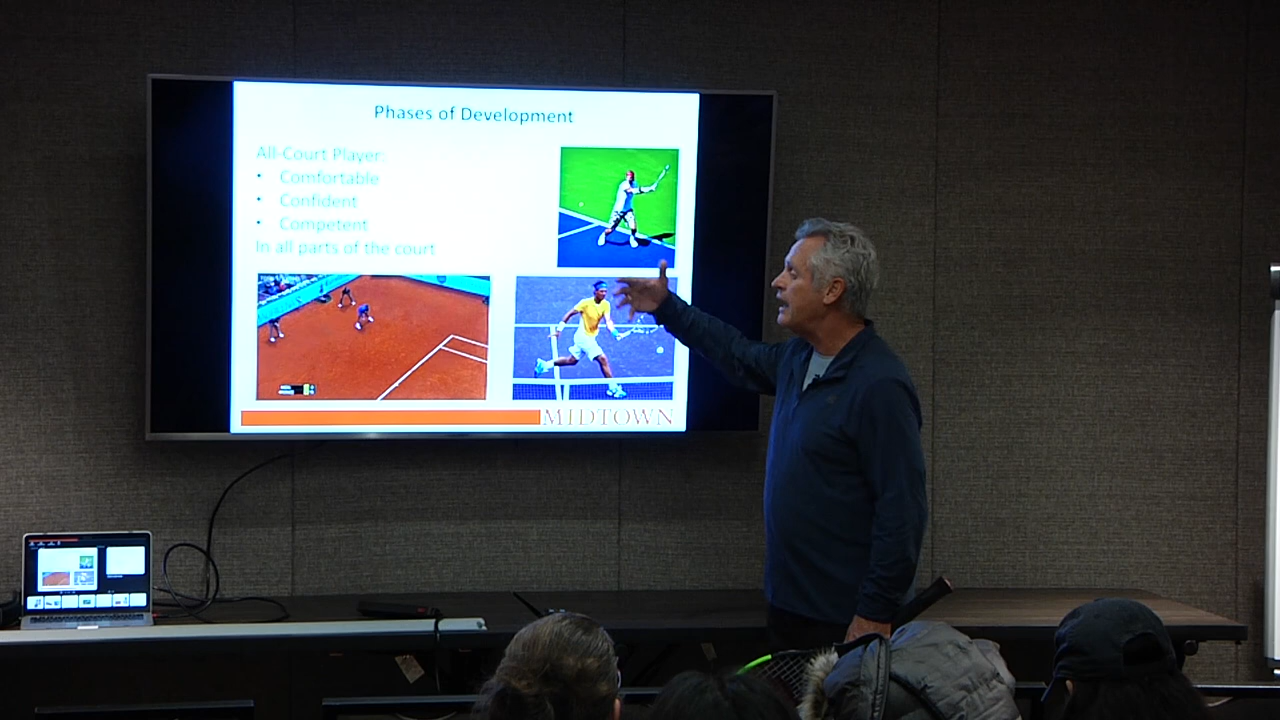 Phases of Development
All-Court Player:
• Comfortable
• Confident
• Competent
In all parts of the court
MIDTOWN